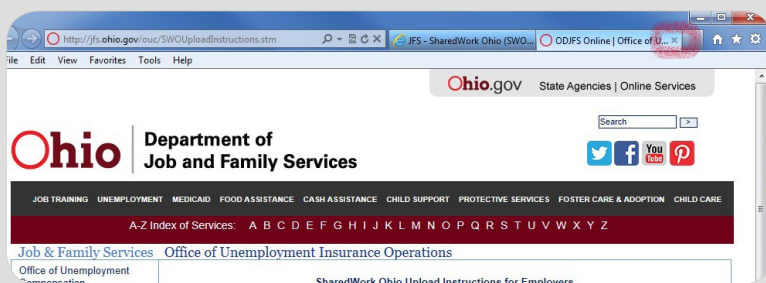 http://jfs.ohio.gov/ouc/SWOUploadInstructions.stm JFS - SharedWork Ohio (SWO... ODJFS Online | Office of U...
File Edit View Favorites Tools Help
Ohio.gov State Agencies | Online Services
Search >
Ohio Department of
Job and Family Services
You
Tube
JOB TRAINING UNEMPLOYMENT MEDICAID FOOD ASSISTANCE CASH ASSISTANCE CHILD SUPPORT PROTECTIVE SERVICES FOSTER CARE & ADOPTION CHILD CARE
A-Z Index of Services: A B C D E F G H I J K L M N O P Q R S T U V W X Y Z
Job & Family Services Office of Unemployment Insurance Operations
Office of Unemployment
Compensation
SharedWork Ohio Upload Instructions for Employers